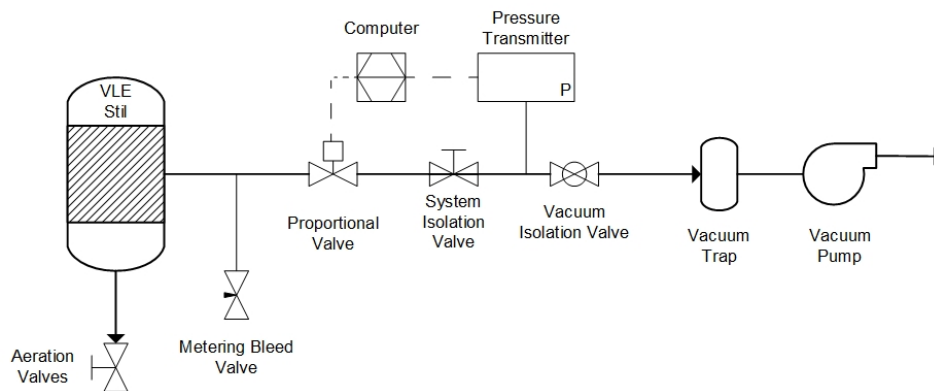 Computer
Pressure
Transmitter
P
VLE
Stil
Proportional
Valve
System
Isolation
Valve
Vacuum
Isolation Valve
Vacuum
Trap
Vacuum
Pump
Metering Bleed
Valve
Aeration
Valves